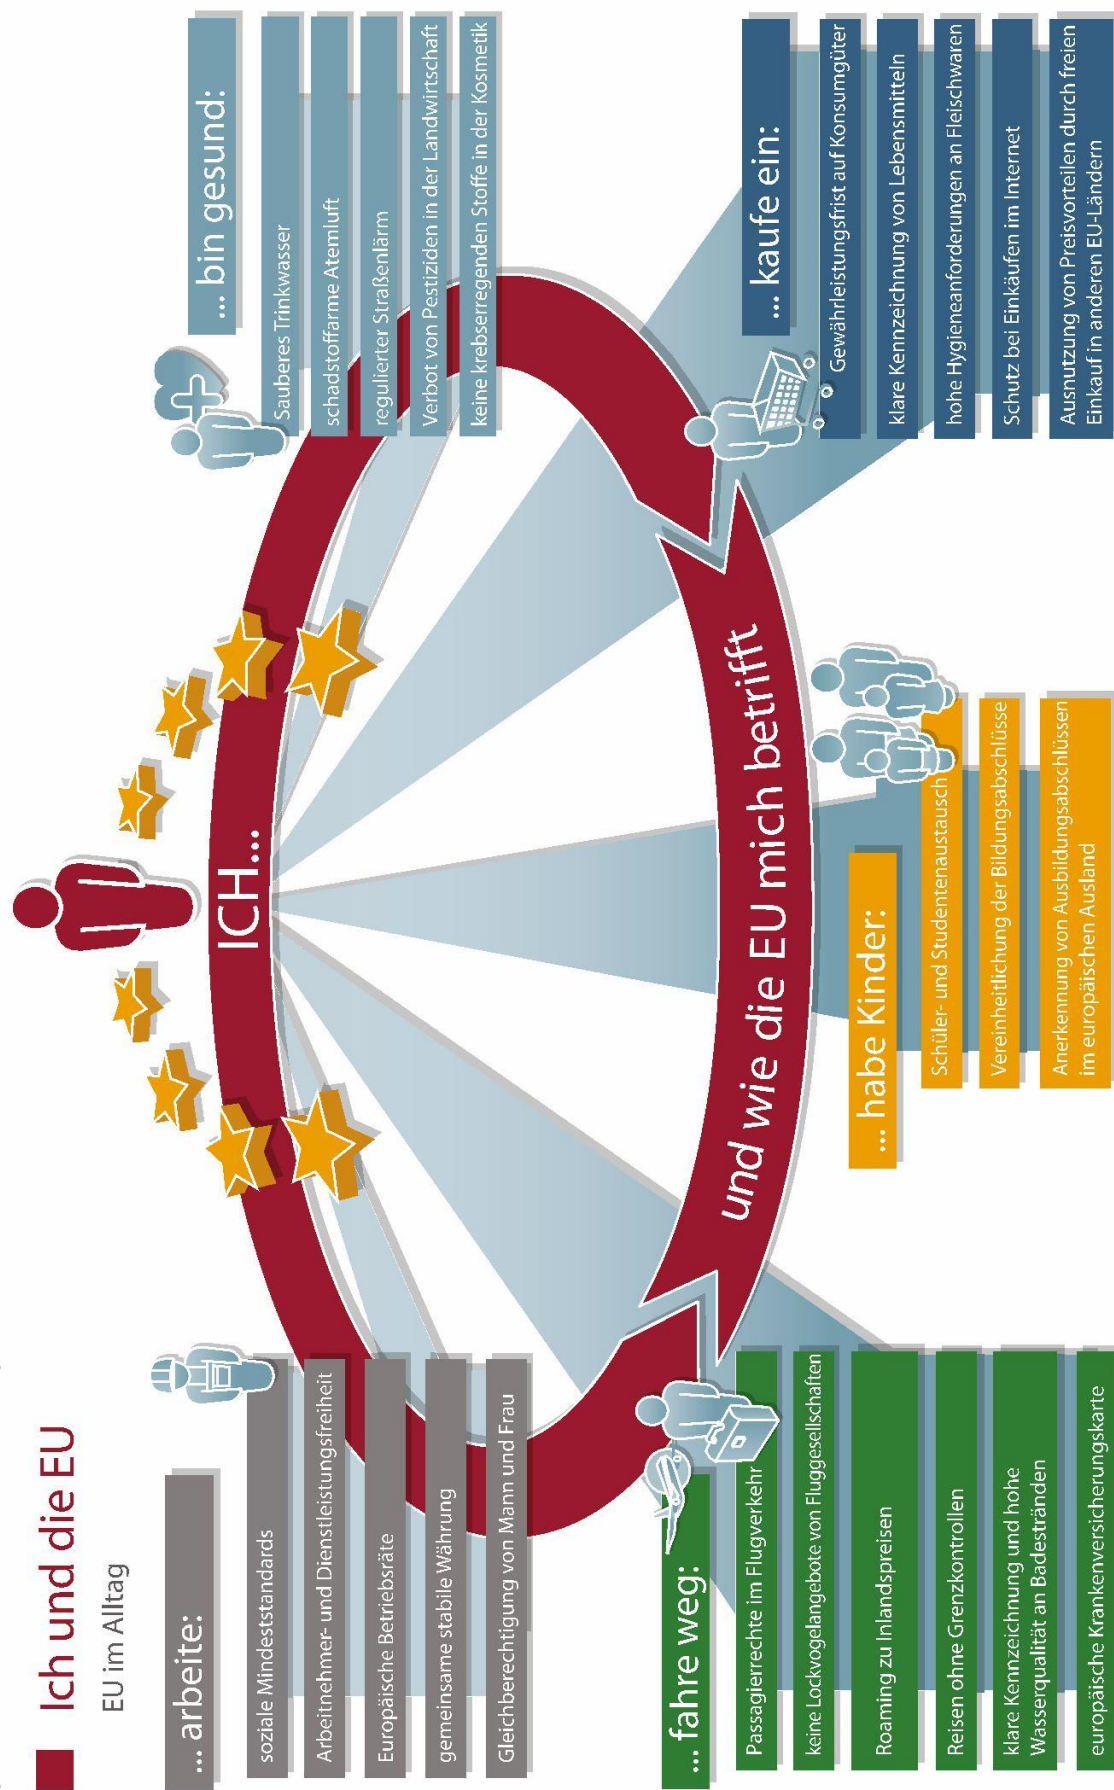 Ich und die EU
EU im Alltag
ICH...
und wie die EU mich betrifft
... arbeite:
soziale Mindeststandards
Arbeitnehmer- und Dienstleistungsfreiheit
Europäische Betriebsräte
gemeinsame stabile Währung
Gleichberechtigung von Mann und Frau
... bin gesund:
Sauberes Trinkwasser
schadstoffarme Atemluft
regulierter Straßenlärm
Verbot von Pestiziden in der Landwirtschaft
keine krebserregenden Stoffe in der Kosmetik
... fahre weg:
Passagierrechte im Flugverkehr
keine Lockvogelangebote von Fluggesellschaften
Roaming zu Inlandspreisen
Reisen ohne Grenzkontrollen
klare Kennzeichnung und hohe
Wasserqualität an Badestränden
europäische Krankenversicherungskarte
... habe Kinder:
Schüler- und Studentenaustausch
Vereinheitlichung der Bildungsabschlüsse
Anerkennung von Ausbildungsabschlüssen
im europäischen Ausland
... kaufe ein:
Gewährleistungsfrist auf Konsumgüter
klare Kennzeichnung von Lebensmitteln
hohe Hygieneanforderungen an Fleischwaren
Schutz bei Einkäufen im Internet
Ausnutzung von Preisvorteilen durch freien
Einkauf in anderen EU-Ländern